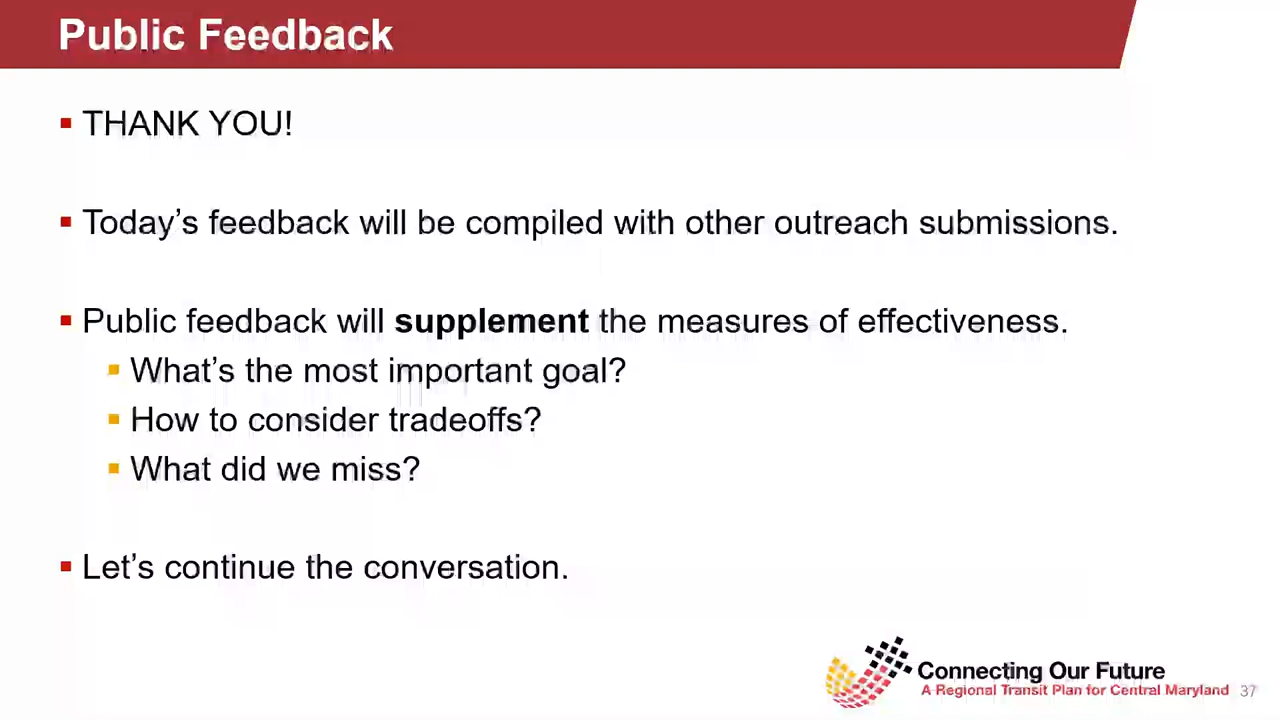 Public Feedback
THANK YOU!
Today’s feedback will be compiled with other outreach submissions.
Public feedback will supplement the measures of effectiveness.
What’s the most important goal?
How to consider tradeoffs?
What did we miss?
Let’s continue the conversation.
Connecting Our Future
A Regional Transit Plan for Central Maryland
37